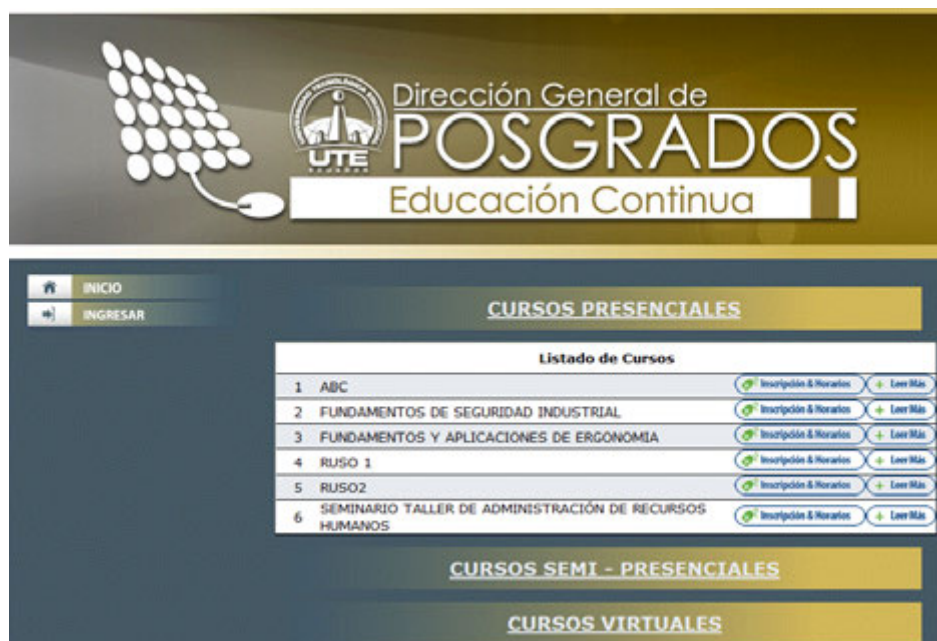 Dirección General de
POSGRADOS
Educación Continua
UTE
INICIO
INGRESAR
CURSOS PRESENCIALES
Listado de Cursos
1 ABC Inscripción & Horarios + Leer Más
2 FUNDAMENTOS DE SEGURIDAD INDUSTRIAL Inscripción & Horarios + Leer Más
3 FUNDAMENTOS Y APLICACIONES DE ERGONOMIA Inscripción & Horarios + Leer Más
4 RUSO 1 Inscripción & Horarios + Leer Más
5 RUSO2 Inscripción & Horarios + Leer Más
6 SEMINARIO TALLER DE ADMINISTRACIÓN DE RECURSOS
HUMANOS Inscripción & Horarios + Leer Más
CURSOS SEMI - PRESENCIALES
CURSOS VIRTUALES